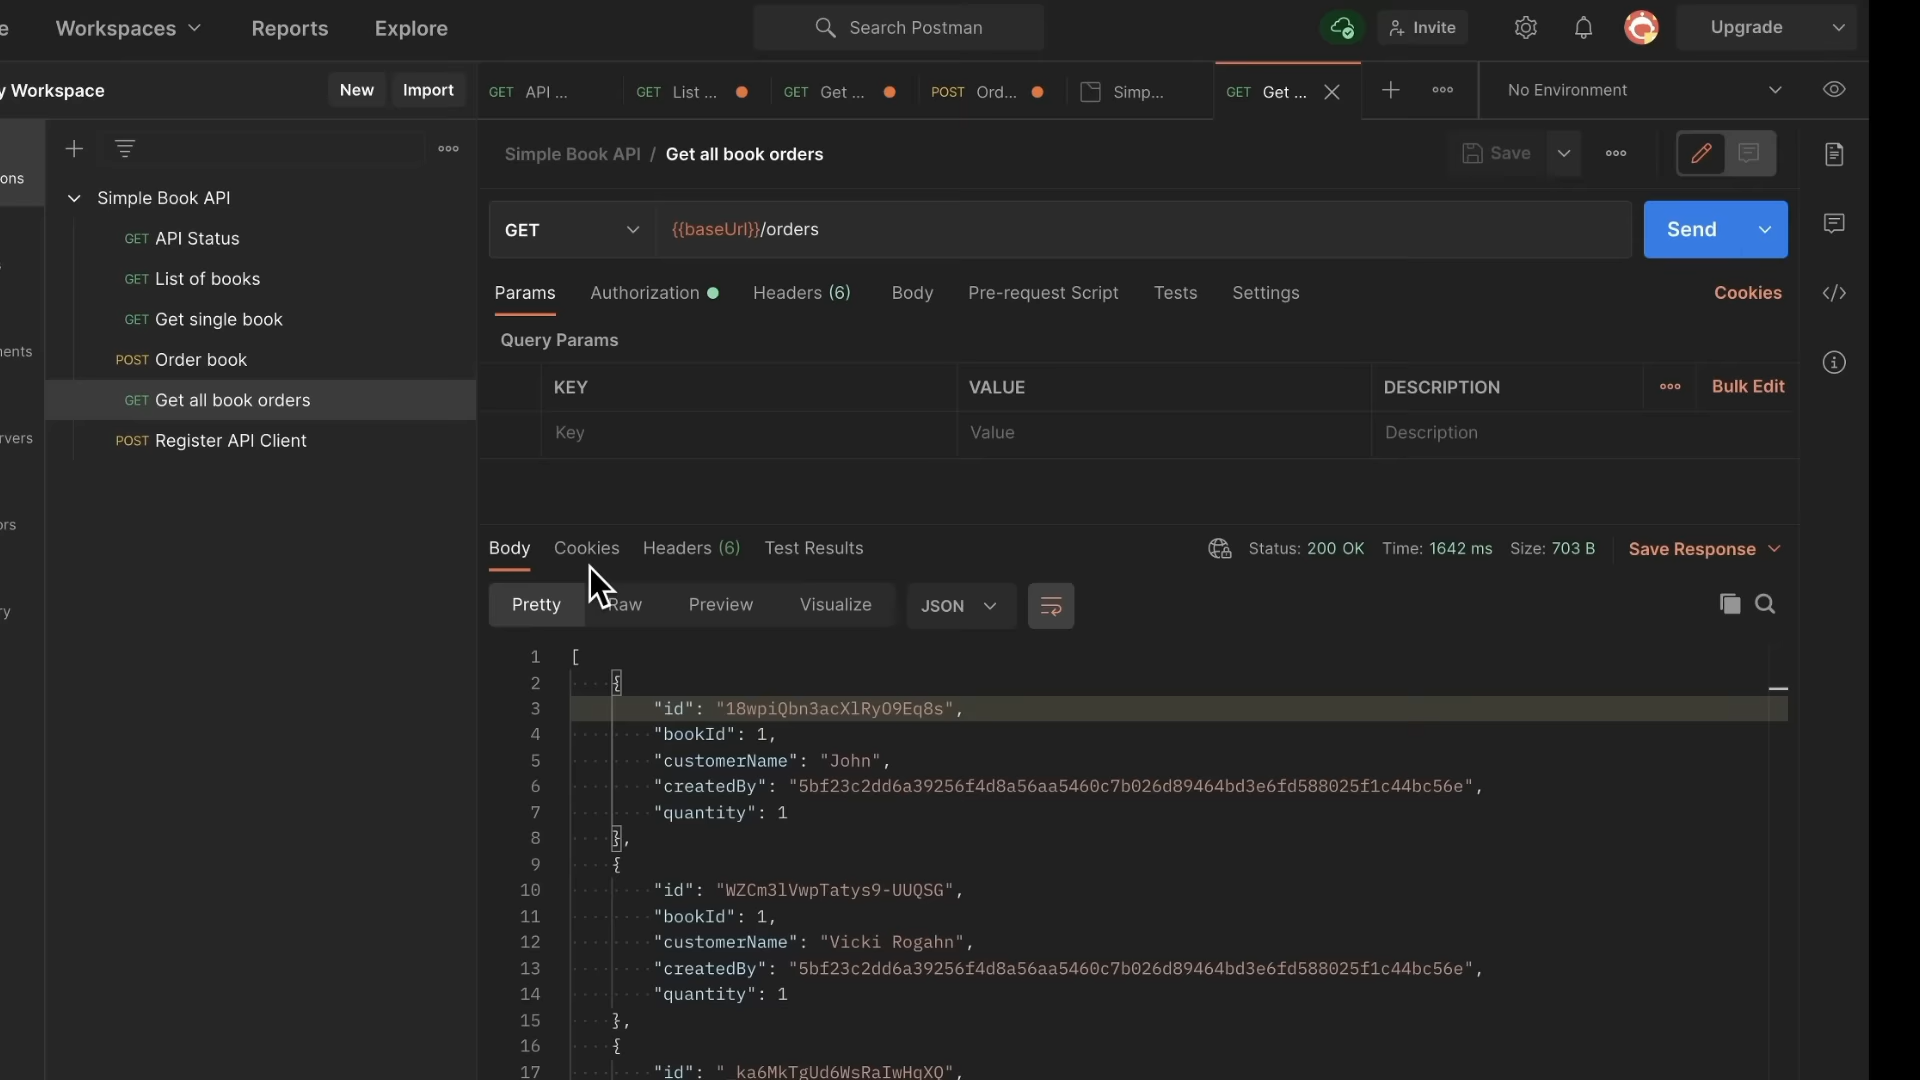 e Workspaces Reports Explore Search Postman Invite Upgrade
y Workspace New Import GET API ... GET List ... GET Get ... POST Ord... Simp... GET Get ... No Environment
ons
Simple Book API / Get all book orders Save
Simple Book API
GET API Status
GET List of books
GET Get single book
POST Order book
GET Get all book orders
POST Register API Client
nents
rvers
ors
ry
GET {{baseUrl}}/orders Send
Params Authorization Headers (6) Body Pre-request Script Tests Settings Cookies
Query Params
KEY VALUE DESCRIPTION Bulk Edit
Key Value Description
Body Cookies Headers (6) Test Results Status: 200 OK Time: 1642 ms Size: 703 B Save Response
Pretty Raw Preview Visualize JSON
1 [
2 {
3 "id": "18wpiQbn3acXlRyO9Eq8s",
4 "bookId": 1,
5 "customerName": "John",
6 "createdBy": "5bf23c2dd6a39256f4d8a56aa5460c7b026d89464bd3e6fd588025f1c44bc56e",
7 "quantity": 1
8 },
9 {
10 "id": "WZCm3lVwpTatys9-UUQSG",
11 "bookId": 1,
12 "customerName": "Vicki Rogahn",
13 "createdBy": "5bf23c2dd6a39256f4d8a56aa5460c7b026d89464bd3e6fd588025f1c44bc56e",
14 "quantity": 1
15 },
16 {
17 "id": "_ka6MkTgUd6WsRaIwHqXQ",